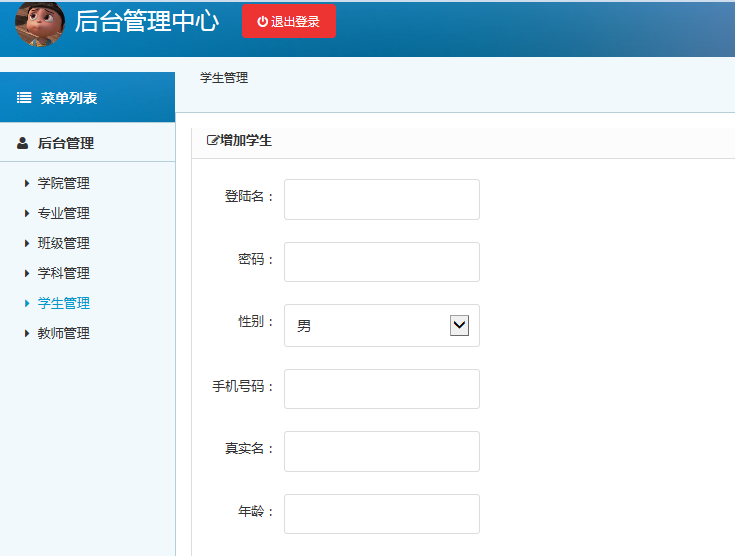 后台管理中心
退出登录
菜单列表
学生管理
后台管理
增加学生
学院管理
专业管理
班级管理
学科管理
学生管理
教师管理
登陆名：
密码：
性别：
男
手机号码：
真实名：
年龄：